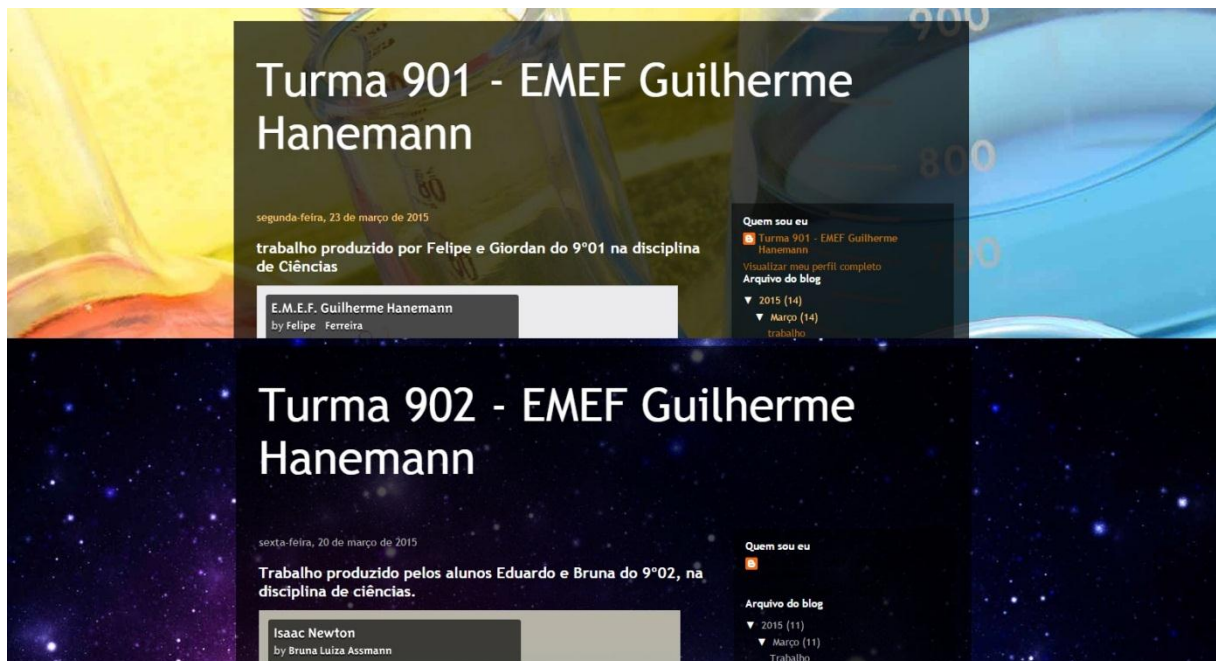 900
800
Turma 901 - EMEF Guilherme
Hanemann
segunda-feira, 23 de março de 2015
trabalho produzido por Felipe e Giordan do 9º01 na disciplina
de Ciências
E.M.E.F. Guilherme Hanemann
by Felipe Ferreira
Quem sou eu
Turma 901 - EMEF Guilherme
Hanemann
Visualizar meu perfil completo
Arquivo do blog
▼ 2015 (14)
▼ Março (14)
trabalho
Turma 902 - EMEF Guilherme
Hanemann
sexta-feira, 20 de março de 2015
Trabalho produzido pelos alunos Eduardo e Bruna do 9º02, na
disciplina de ciências.
Isaac Newton
by Bruna Luiza Assmann
Quem sou eu
Arquivo do blog
▼ 2015 (11)
▼ Março (11)
Trabalho